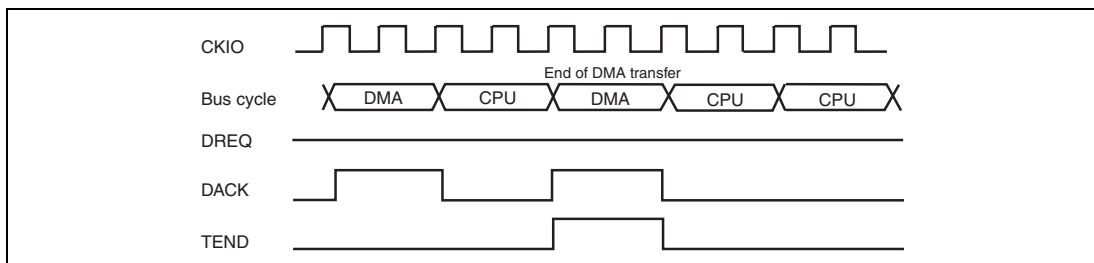 CKIO
End of DMA transfer
Bus cycle DMA CPU DMA CPU CPU
DREQ
DACK
TEND